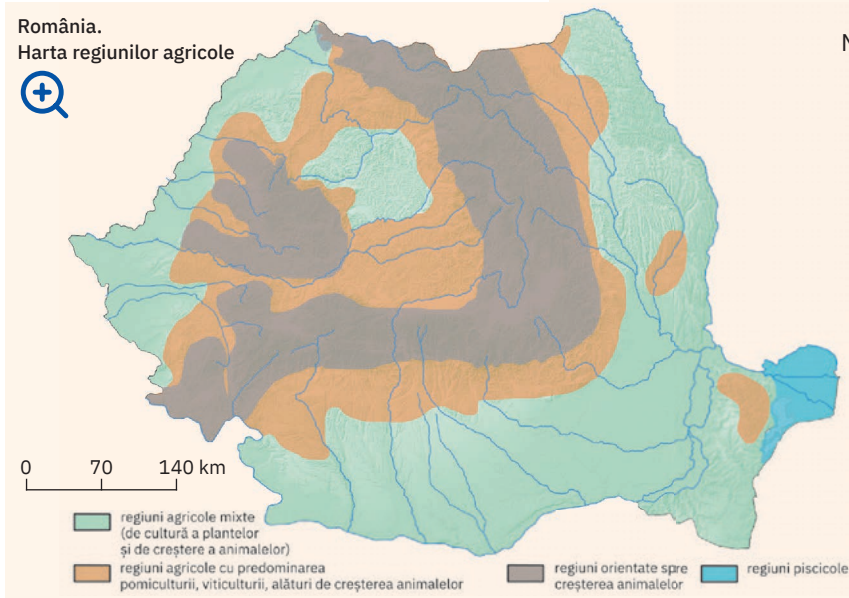 România.
Harta regiunilor agricole
N
0 70 140 km
regiuni agricole mixte
(de cultură a plantelor
și de creștere a animalelor)
regiuni agricole cu predominarea
pomiculturii, viticulturii, alături de creșterea animalelor
regiuni orientate spre
creșterea animalelor
regiuni piscicole